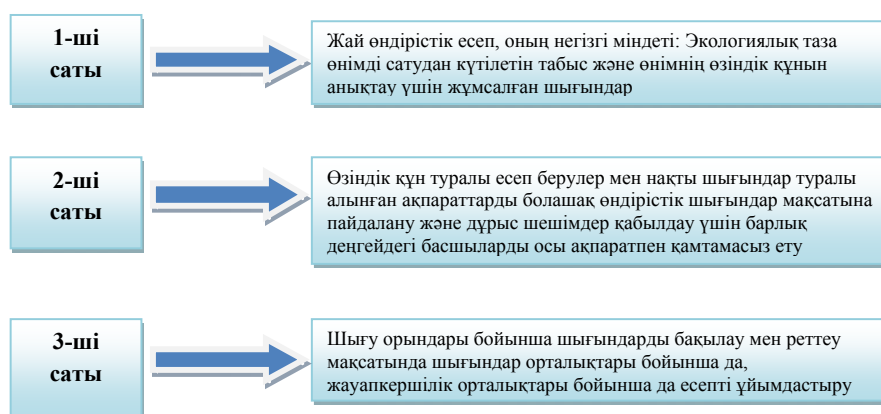 1-ші
саты
Жай өндірістік есеп, оның негізгі міндеті: Экологиялық таза
өнімді сатудан күтілетін табыс және өнімнің өзіндік құнын
анықтау үшін жұмсалған шығындар
2-ші
саты
Өзіндік құн туралы есеп берулер мен нақты шығындар туралы
алынған ақпараттарды болашақ өндірістік шығындар мақсатына
пайдалану және дұрыс шешімдер қабылдау үшін барлық
деңгейдегі басшыларды осы ақпаратпен қамтамасыз ету
3-ші
саты
Шығу орындары бойынша шығындарды бақылау мен реттеу
мақсатында шығындар орталықтары бойынша да,
жауапкершілік орталықтары бойынша да есепті ұйымдастыру